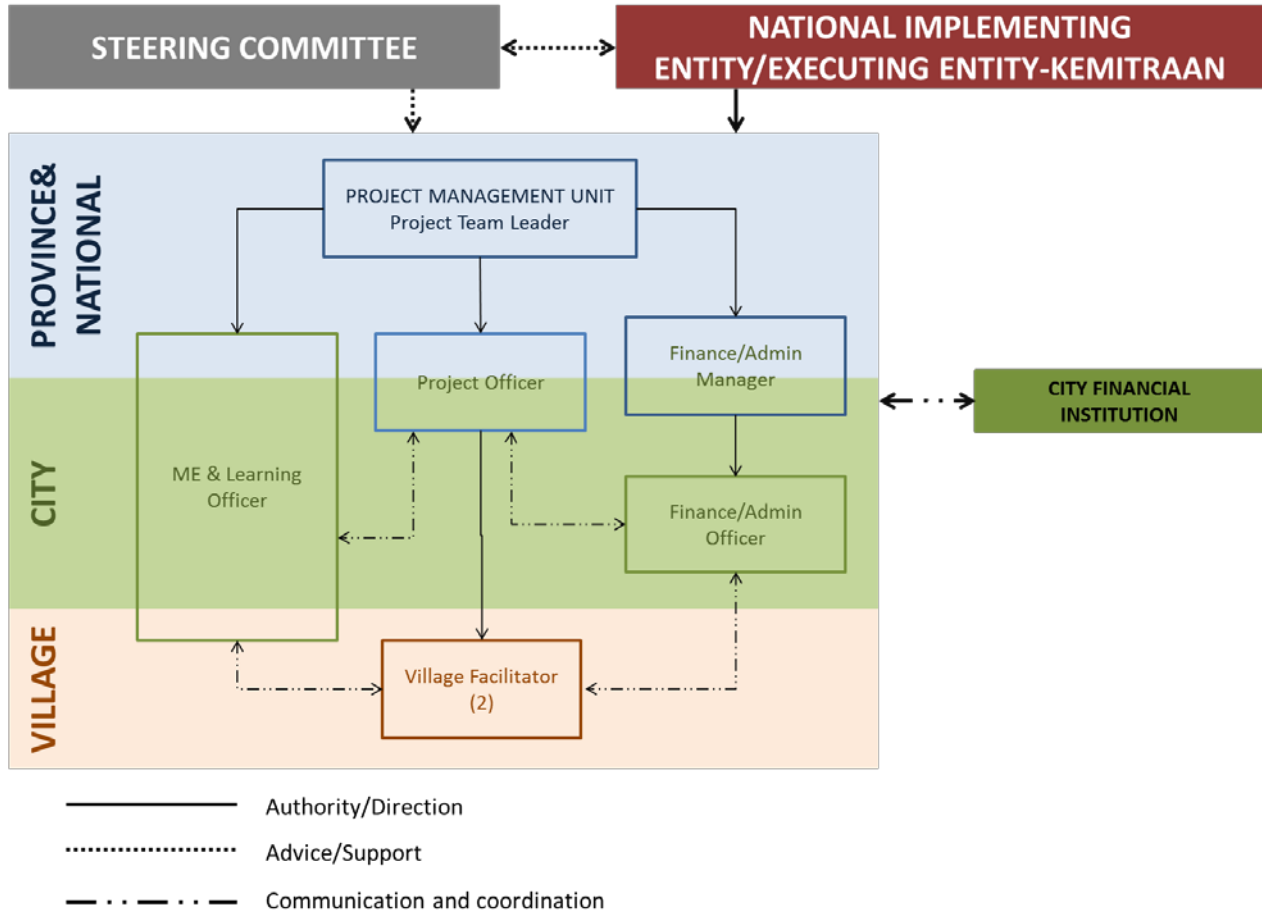 STEERING COMMITTEE
NATIONAL IMPLEMENTING
ENTITY/EXECUTING ENTITY-KEMITRAAN
PROVINCE&
NATIONAL
PROJECT MANAGEMENT UNIT
Project Team Leader
Project Officer
Finance/Admin
Manager
CITY FINANCIAL
INSTITUTION
CITY
ME & Learning
Officer
Finance/Admin
Officer
VILLAGE
Village Facilitator
(2)
Authority/Direction
Advice/Support
Communication and coordination